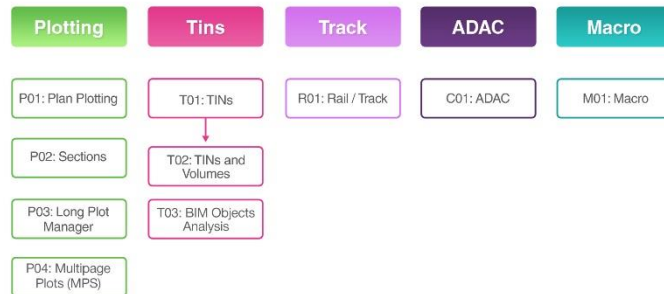 Plotting
Tins
Track
ADAC
Macro
P01: Plan Plotting
T01: TINs
R01: Rail / Track
C01: ADAC
M01: Macro
P02: Sections
T02: TINs and
Volumes
P03: Long Plot
Manager
T03: BIM Objects
Analysis
P04: Multipage
Plots (MPS)